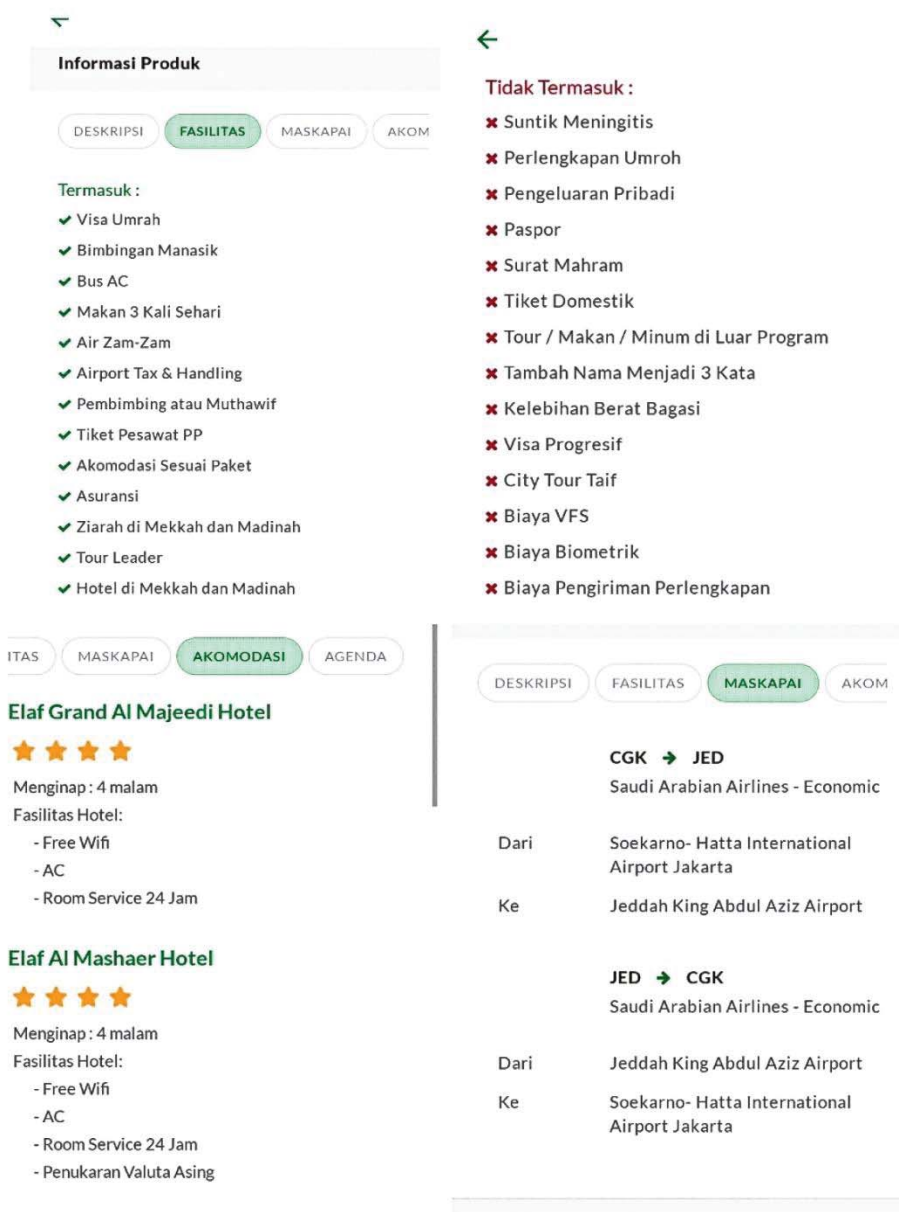 Informasi Produk
DESKRIPSI
FASILITAS
MASKAPAI
AKOM
Termasuk :
Visa Umrah
Bimbingan Manasik
Bus AC
Makan 3 Kali Sehari
Air Zam-Zam
Airport Tax & Handling
Pembimbing atau Muthawif
Tiket Pesawat PP
Akomodasi Sesuai Paket
Asuransi
Ziarah di Mekkah dan Madinah
Tour Leader
Hotel di Mekkah dan Madinah
Tidak Termasuk :
Suntik Meningitis
Perlengkapan Umroh
Pengeluaran Pribadi
Paspor
Surat Mahram
Tiket Domestik
Tour / Makan / Minum di Luar Program
Tambah Nama Menjadi 3 Kata
Kelebihan Berat Bagasi
Visa Progresif
City Tour Taif
Biaya VFS
Biaya Biometrik
Biaya Pengiriman Perlengkapan
ITAS
MASKAPAI
AKOMODASI
AGENDA
Elaf Grand Al Majeedi Hotel
Menginap : 4 malam
Fasilitas Hotel:
- Free Wifi
- AC
- Room Service 24 Jam
Elaf Al Mashaer Hotel
Menginap : 4 malam
Fasilitas Hotel:
- Free Wifi
- AC
- Room Service 24 Jam
- Penukaran Valuta Asing
DESKRIPSI
FASILITAS
MASKAPAI
AKOM
CGK → JED
Saudi Arabian Airlines - Economic
Dari Soekarno- Hatta International
Airport Jakarta
Ke Jeddah King Abdul Aziz Airport
JED → CGK
Saudi Arabian Airlines - Economic
Dari Jeddah King Abdul Aziz Airport
Ke Soekarno- Hatta International
Airport Jakarta